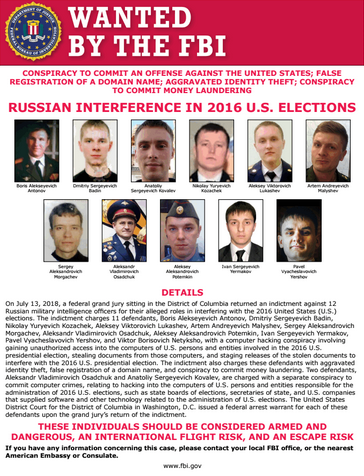 WANTED
BY THE FBI
CONSPIRACY TO COMMIT AN OFFENSE AGAINST THE UNITED STATES; FALSE
REGISTRATION OF A DOMAIN NAME; AGGRAVATED IDENTITY THEFT; CONSPIRACY
TO COMMIT MONEY LAUNDERING
RUSSIAN INTERFERENCE IN 2016 U.S. ELECTIONS
Boris Alekseyevich
Antonov
Dmitriy Sergeyevich
Badin
Anatoliy
Sergeyevich Kovalev
Nikolay Yuryevich
Kozachek
Aleksey Viktorovich
Lukashev
Artem Andreyevich
Malyshev
Sergey
Aleksandrovich
Morgachev
Aleksandr
Vladimirovich
Osadchuk
Aleksey
Aleksandrovich
Potemkin
Ivan Sergeyevich
Yermakov
Pavel
Vyacheslavovich
Yershov
DETAILS
On July 13, 2018, a federal grand jury sitting in the District of Columbia returned an indictment against 12
Russian military intelligence officers for their alleged roles in interfering with the 2016 United States (U.S.)
elections. The indictment charges 11 defendants, Boris Alekseyevich Antonov, Dmitriy Sergeyevich Badin,
Nikolay Yuryevich Kozachek, Aleksey Viktorovich Lukashev, Artem Andreyevich Malyshev, Sergey Aleksandrovich
Morgachev, Aleksandr Vladimirovich Osadchuk, Aleksey Aleksandrovich Potemkin, Ivan Sergeyevich Yermakov,
Pavel Vyacheslavovich Yershov, and Viktor Borisovich Netyksho, with a computer hacking conspiracy involving
gaining unauthorized access into the computers of U.S. persons and entities involved in the 2016 U.S.
presidential election, stealing documents from those computers, and staging releases of the stolen documents to
interfere with the 2016 U.S. presidential election. The indictment also charges these defendants with aggravated
identity theft, false registration of a domain name, and conspiracy to commit money laundering. Two defendants,
Aleksandr Vladimirovich Osadchuk and Anatoliy Sergeyevich Kovalev, are charged with a separate conspiracy to
commit computer crimes, relating to hacking into the computers of U.S. persons and entities responsible for the
administration of 2016 U.S. elections, such as state boards of elections, secretaries of state, and U.S. companies
that supplied software and other technology related to the administration of U.S. elections. The United States
District Court for the District of Columbia in Washington, D.C. issued a federal arrest warrant for each of these
defendants upon the grand jury's return of the indictment.
THESE INDIVIDUALS SHOULD BE CONSIDERED ARMED AND
DANGEROUS, AN INTERNATIONAL FLIGHT RISK, AND AN ESCAPE RISK
If you have any information concerning this case, please contact your local FBI office, or the nearest
American Embassy or Consulate.
www.fbi.gov